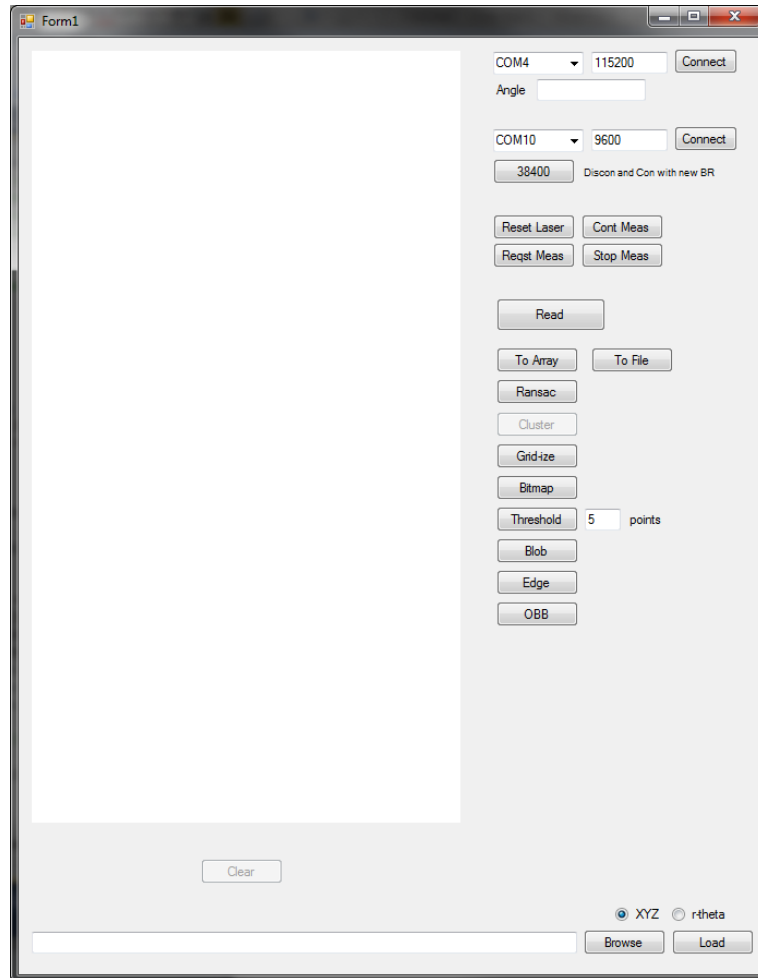 Form1
COM4 115200 Connect
Angle
COM10 9600 Connect
38400 Discon and Con with new BR
Reset Laser Cont Meas
Reqst Meas Stop Meas
Read
To Array To File
Ransac
Cluster
Grid-ize
Bitmap
Threshold 5 points
Blob
Edge
OBB
Clear
XYZ r-theta
Browse Load